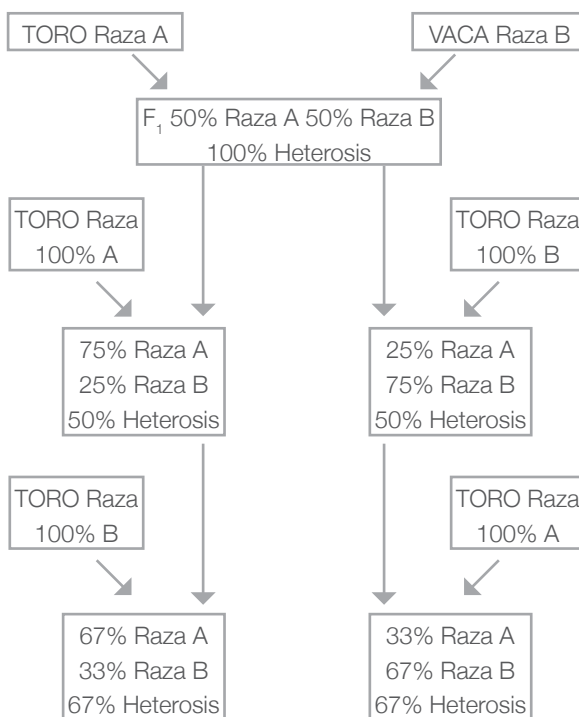 TORO Raza A
VACA Raza B
F₁ 50% Raza A 50% Raza B
100% Heterosis
TORO Raza
100% A
TORO Raza
100% B
75% Raza A
25% Raza B
50% Heterosis
25% Raza A
75% Raza B
50% Heterosis
TORO Raza
100% B
TORO Raza
100% A
67% Raza A
33% Raza B
67% Heterosis
33% Raza A
67% Raza B
67% Heterosis